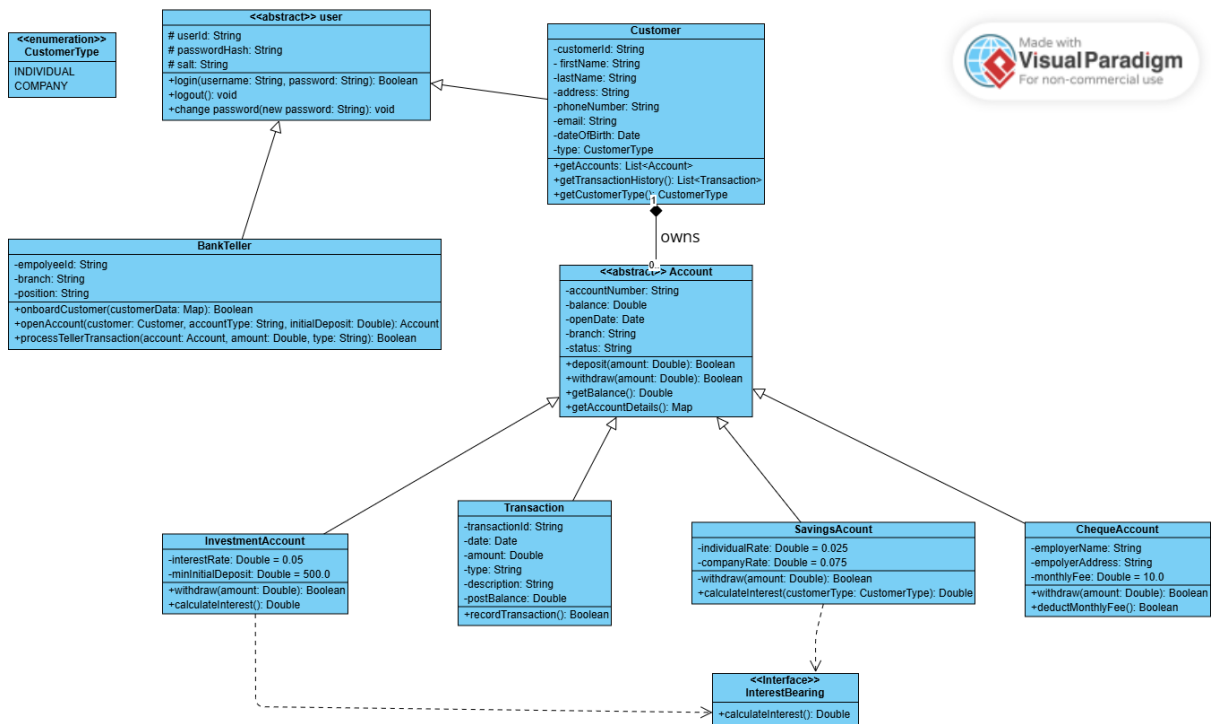 <<enumeration>>
CustomerType
INDIVIDUAL
COMPANY
<<abstract>> user
# userId: String
# passwordHash: String
# salt: String
+login(username: String, password: String): Boolean
+logout(): void
+change password(new password: String): void
Customer
-customerId: String
- firstName: String
-lastName: String
-address: String
-phoneNumber: String
-email: String
-dateOfBirth: Date
-type: CustomerType
+getAccounts: List<Account>
+getTransactionHistory(): List<Transaction>
+getCustomerType(): CustomerType
Made with
Visual Paradigm
For non-commercial use
1
owns
0..
BankTeller
-empolyeeId: String
-branch: String
-position: String
+onboardCustomer(customerData: Map): Boolean
+openAccount(customer: Customer, accountType: String, initialDeposit: Double): Account
+processTellerTransaction(account: Account, amount: Double, type: String): Boolean
<<abstract>> Account
-accountNumber: String
-balance: Double
-openDate: Date
-branch: String
-status: String
+deposit(amount: Double): Boolean
+withdraw(amount: Double): Boolean
+getBalance(): Double
+getAccountDetails(): Map
InvestmentAccount
-interestRate: Double = 0.05
-minInitialDeposit: Double = 500.0
+withdraw(amount: Double): Boolean
+calculateInterest(): Double
Transaction
-transactionId: String
-date: Date
-amount: Double
-type: String
-description: String
-postBalance: Double
+recordTransaction(): Boolean
SavingsAcount
-individualRate: Double = 0.025
-companyRate: Double = 0.075
-withdraw(amount: Double): Boolean
+calculateInterest(customerType: CustomerType): Double
ChequeAccount
-employerName: String
-empolyerAddress: String
-monthlyFee: Double = 10.0
+withdraw(amount: Double): Boolean
+deductMonthlyFee(): Boolean
<<Interface>>
InterestBearing
+calculateInterest(): Double